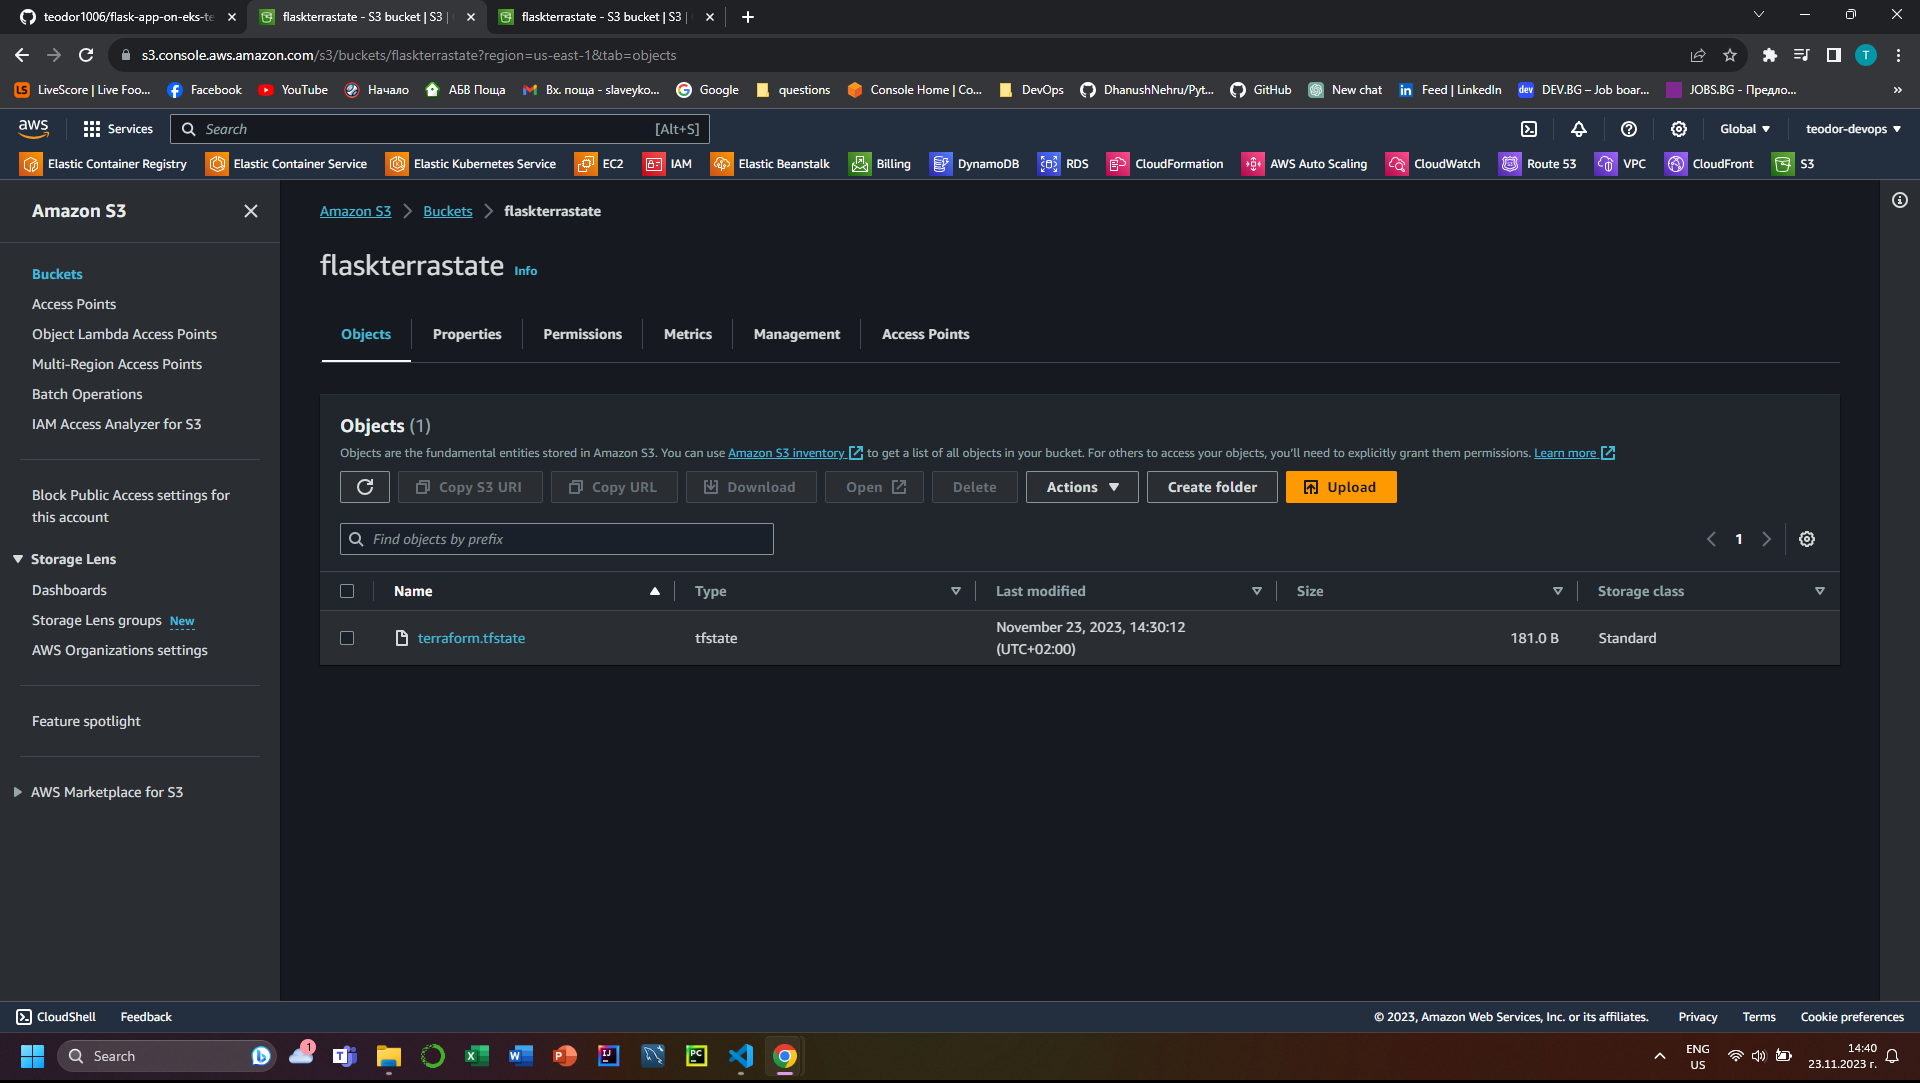 teodor1006/flask-app-on-eks-te
flaskterrastate - S3 bucket | S3 |
flaskterrastate - S3 bucket | S3 |
s3.console.aws.amazon.com/s3/buckets/flaskterrastate?region=us-east-1&tab=objects
T
LS LiveScore | Live Foo...
Facebook
YouTube
Начало
АБВ Поща
Вх. поща - slaveyko...
Google
questions
Console Home | Co...
DevOps
DhanushNehru/Pyt...
GitHub
New chat
Feed | LinkedIn
DEV.BG – Job boar...
JOBS.BG - Предло...
aws
Services
Search
[Alt+S]
Global
teodor-devops
Elastic Container Registry
Elastic Container Service
Elastic Kubernetes Service
EC2
IAM
Elastic Beanstalk
Billing
DynamoDB
RDS
CloudFormation
AWS Auto Scaling
CloudWatch
Route 53
VPC
CloudFront
S3
Amazon S3
Buckets
Access Points
Object Lambda Access Points
Multi-Region Access Points
Batch Operations
IAM Access Analyzer for S3
Block Public Access settings for
this account
Storage Lens
Dashboards
Storage Lens groups New
AWS Organizations settings
Feature spotlight
AWS Marketplace for S3
Amazon S3 > Buckets > flaskterrastate
flaskterrastate Info
Objects
Properties
Permissions
Metrics
Management
Access Points
Objects (1)
Objects are the fundamental entities stored in Amazon S3. You can use Amazon S3 inventory to get a list of all objects in your bucket. For others to access your objects, you'll need to explicitly grant them permissions. Learn more
Copy S3 URI
Copy URL
Download
Open
Delete
Actions
Create folder
Upload
Find objects by prefix
1
Name
Type
Last modified
Size
Storage class
terraform.tfstate
tfstate
November 23, 2023, 14:30:12
(UTC+02:00)
181.0 B
Standard
CloudShell
Feedback
© 2023, Amazon Web Services, Inc. or its affiliates.
Privacy
Terms
Cookie preferences
Search
1
ENG
US
14:40
23.11.2023 г.